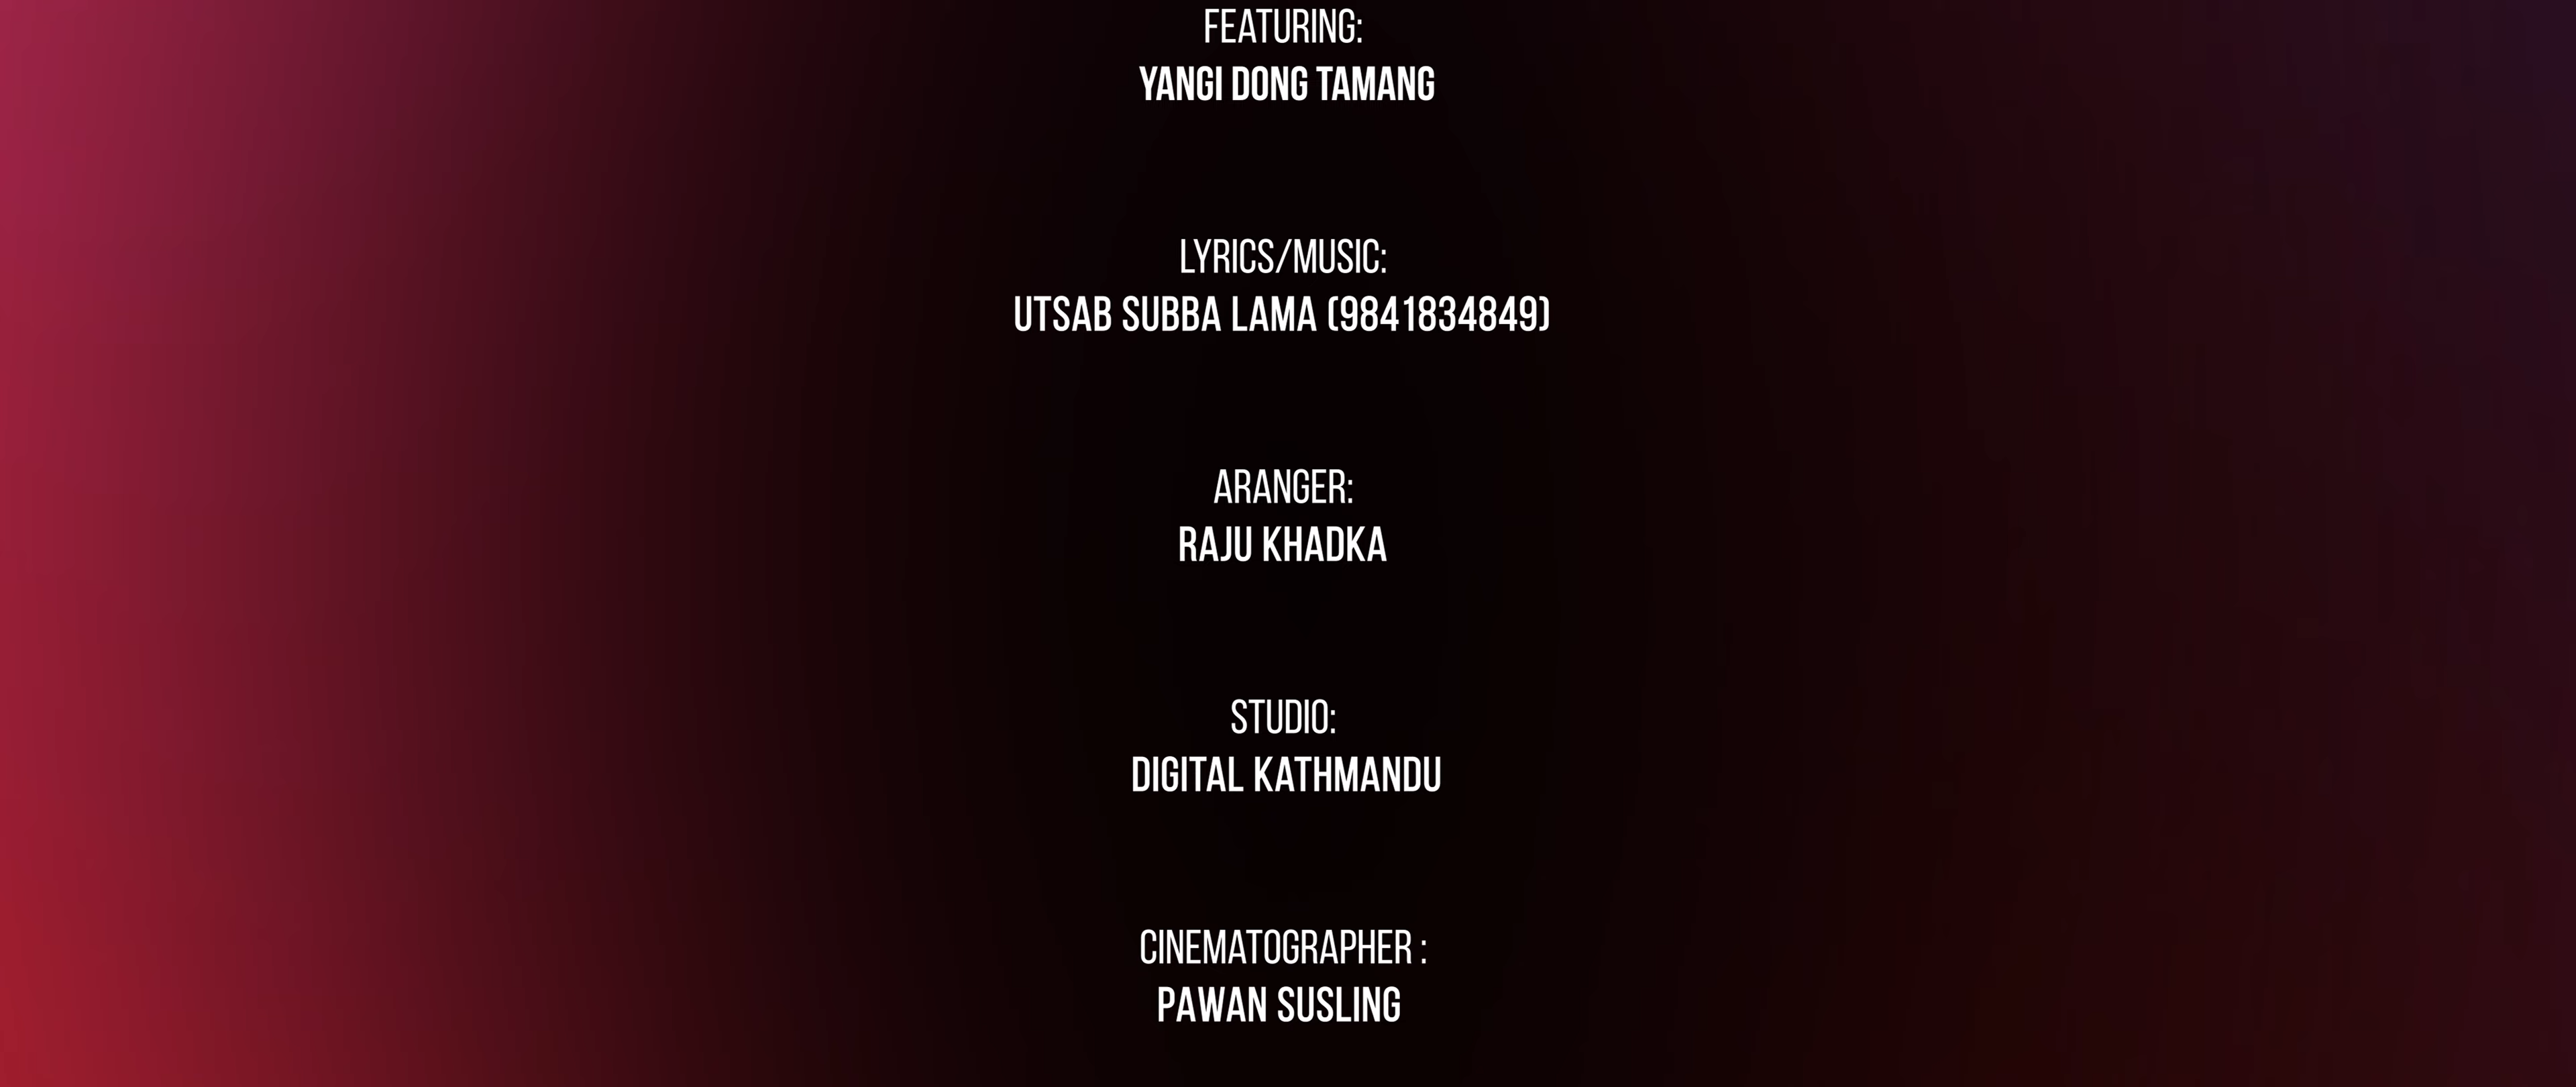 FEATURING:
YANGI DONG TAMANG
LYRICS/MUSIC:
UTSAB SUBBA LAMA (9841834849)
ARANGER:
RAJU KHADKA
STUDIO:
DIGITAL KATHMANDU
CINEMATOGRAPHER :
PAWAN SUSLING